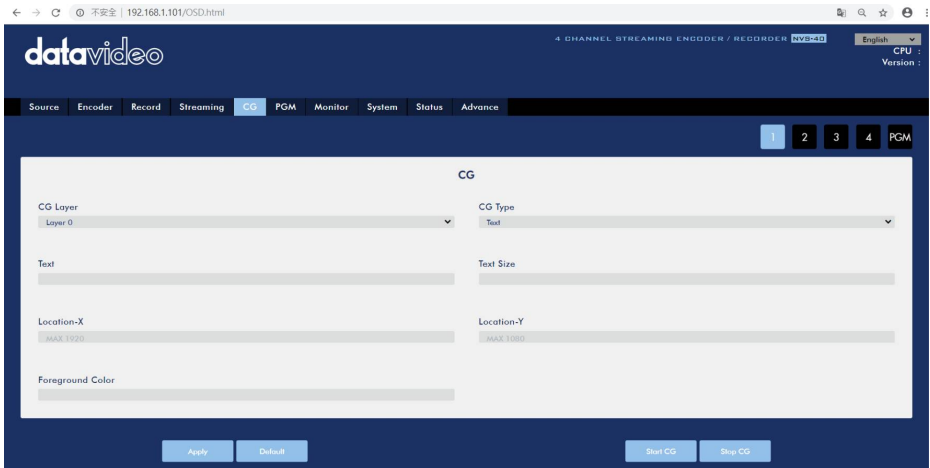 不安全 | 192.168.1.101/OSD.html
datavideo
4 CHANNEL STREAMING ENCODER / RECORDER NVS-40
English
CPU :
Version :
Source Encoder Record Streaming CG PGM Monitor System Status Advance
1 2 3 4 PGM
CG
CG Layer CG Type
Layer 0 Text
Text Text Size
Location-X Location-Y
MAX 1920 MAX 1080
Foreground Color
Apply Default Start CG Stop CG